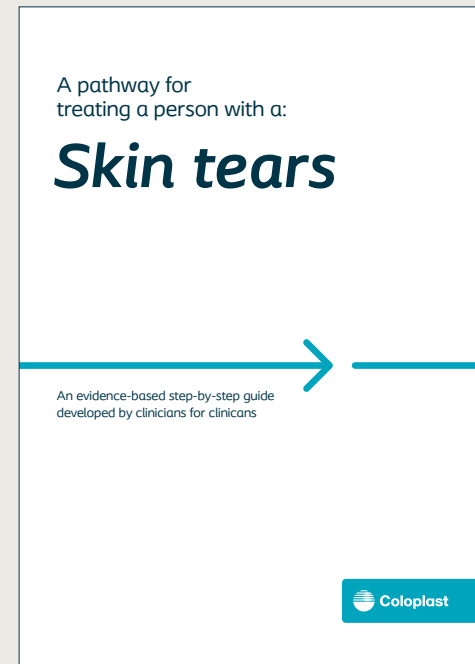 A pathway for
treating a person with a:
Skin tears
An evidence-based step-by-step guide
developed by clinicians for clinicans
Coloplast